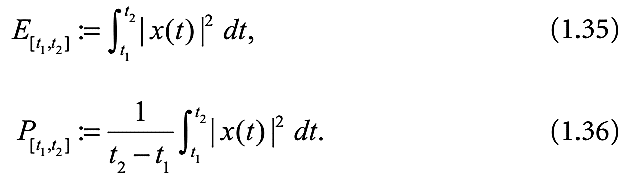 E_{[t_1,t_2]} := \int_{t_1}^{t_2} |x(t)|^2 dt, (1.35)
P_{[t_1,t_2]} := \frac{1}{t_2 - t_1} \int_{t_1}^{t_2} |x(t)|^2 dt. (1.36)